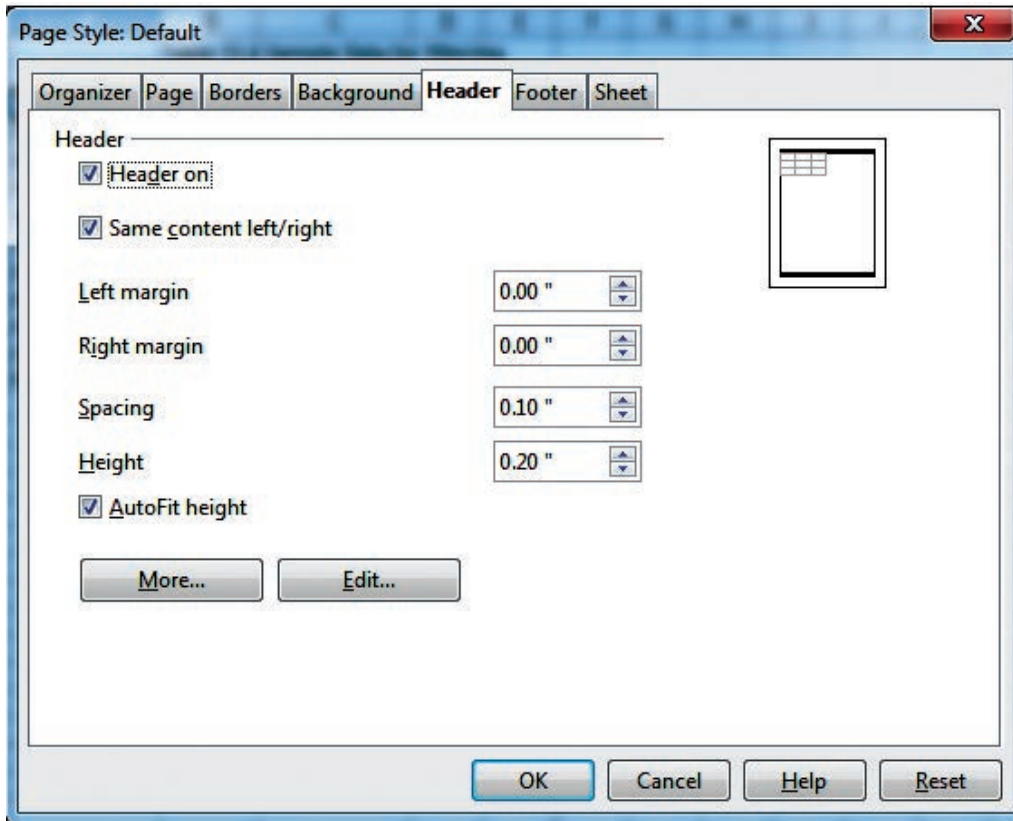 Page Style: Default
Organizer Page Borders Background Header Footer Sheet
Header
Header on
Same content left/right
Left margin 0.00 "
Right margin 0.00 "
Spacing 0.10 "
Height 0.20 "
AutoFit height
More... Edit...
OK Cancel Help Reset